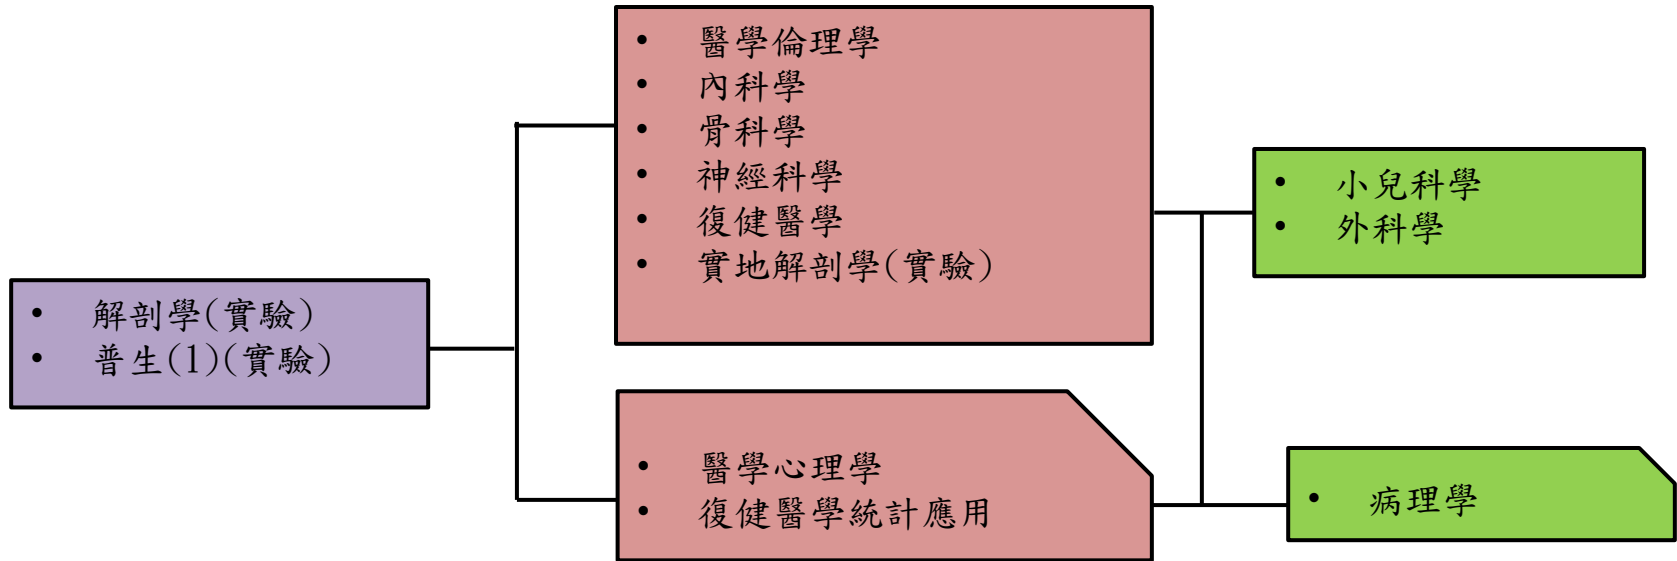 • 解剖學(實驗)
• 普生(1)(實驗)
• 醫學倫理學
• 內科學
• 骨科學
• 神經科學
• 復健醫學
• 實地解剖學(實驗)
• 醫學心理學
• 復健醫學統計應用
• 小兒科學
• 外科學
• 病理學